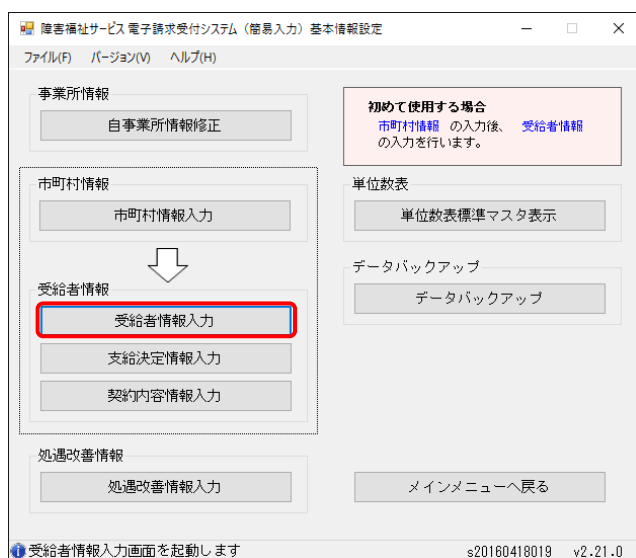 障害福祉サービス 電子請求受付システム（簡易入力）基本情報設定
ファイル(F) バージョン(V) ヘルプ(H)
事業所情報
自事業所情報修正
初めて使用する場合
市町村情報 の入力後、 受給者情報
の入力を行います。
市町村情報
市町村情報入力
単位数表
単位数表標準マスタ表示
受給者情報
受給者情報入力
支給決定情報入力
契約内容情報入力
データバックアップ
データバックアップ
処遇改善情報
処遇改善情報入力
メインメニューへ戻る
受給者情報入力画面を起動します
s20160418019 v2.21.0